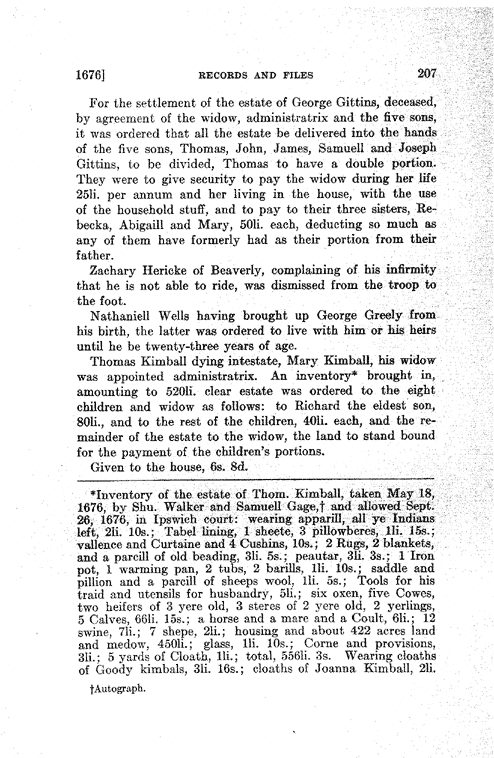 1676] RECORDS AND FILES 207
For the settlement of the estate of George Gittins, deceased,
by agreement of the widow, administratrix and the five sons,
it was ordered that all the estate be delivered into the hands
of the five sons, Thomas, John, James, Samuell and Joseph
Gittins, to be divided, Thomas to have a double portion.
They were to give security to pay the widow during her life
25li. per annum and her living in the house, with the use
of the household stuff, and to pay to their three sisters, Re-
becka, Abigaill and Mary, 50li. each, deducting so much as
any of them have formerly had as their portion from their
father.
Zachary Hericke of Beaverly, complaining of his infirmity
that he is not able to ride, was dismissed from the troop to
the foot.
Nathaniell Wells having brought up George Greely from
his birth, the latter was ordered to live with him or his heirs
until he be twenty-three years of age.
Thomas Kimball dying intestate, Mary Kimball, his widow
was appointed administratrix. An inventory* brought in,
amounting to 520li. clear estate was ordered to the eight
children and widow as follows: to Richard the eldest son,
80li., and to the rest of the children, 40li. each, and the re-
mainder of the estate to the widow, the land to stand bound
for the payment of the children's portions.
Given to the house, 6s. 8d.
*Inventory of the estate of Thom. Kimball, taken May 18,
1676, by Shu. Walker and Samuell Gage,† and allowed Sept.
26, 1676, in Ipswich court: wearing apparill, all ye Indians
left, 2li. 10s.; Tabel lining, 1 sheete, 3 pillowberes, 1li. 15s.;
vallence and Curtaine and 4 Cushins, 10s.; 2 Rugs, 2 blankets,
and a parcill of old beading, 3li. 5s.; peautar, 3li. 3s.; 1 Iron
pot, 1 warming pan, 2 tubs, 2 barills, 1li. 10s.; saddle and
pillion and a parcill of sheeps wool, 1li. 5s.; Tools for his
traid and utensils for husbandry, 5li.; six oxen, five Cowes,
two heifers of 3 yere old, 3 steres of 2 yere old, 2 yerlings,
5 Calves, 66li. 15s.; a horse and a mare and a Coult, 6li.; 12
swine, 7li.; 7 shepe, 2li.; housing and about 422 acres land
and medow, 450li.; glass, 1li. 10s.; Corne and provisions,
3li.; 5 yards of Cloath, 1li.; total, 556li. 3s. Wearing cloaths
of Goody kimbals, 3li. 16s.; cloaths of Joanna Kimball, 2li.
†Autograph.